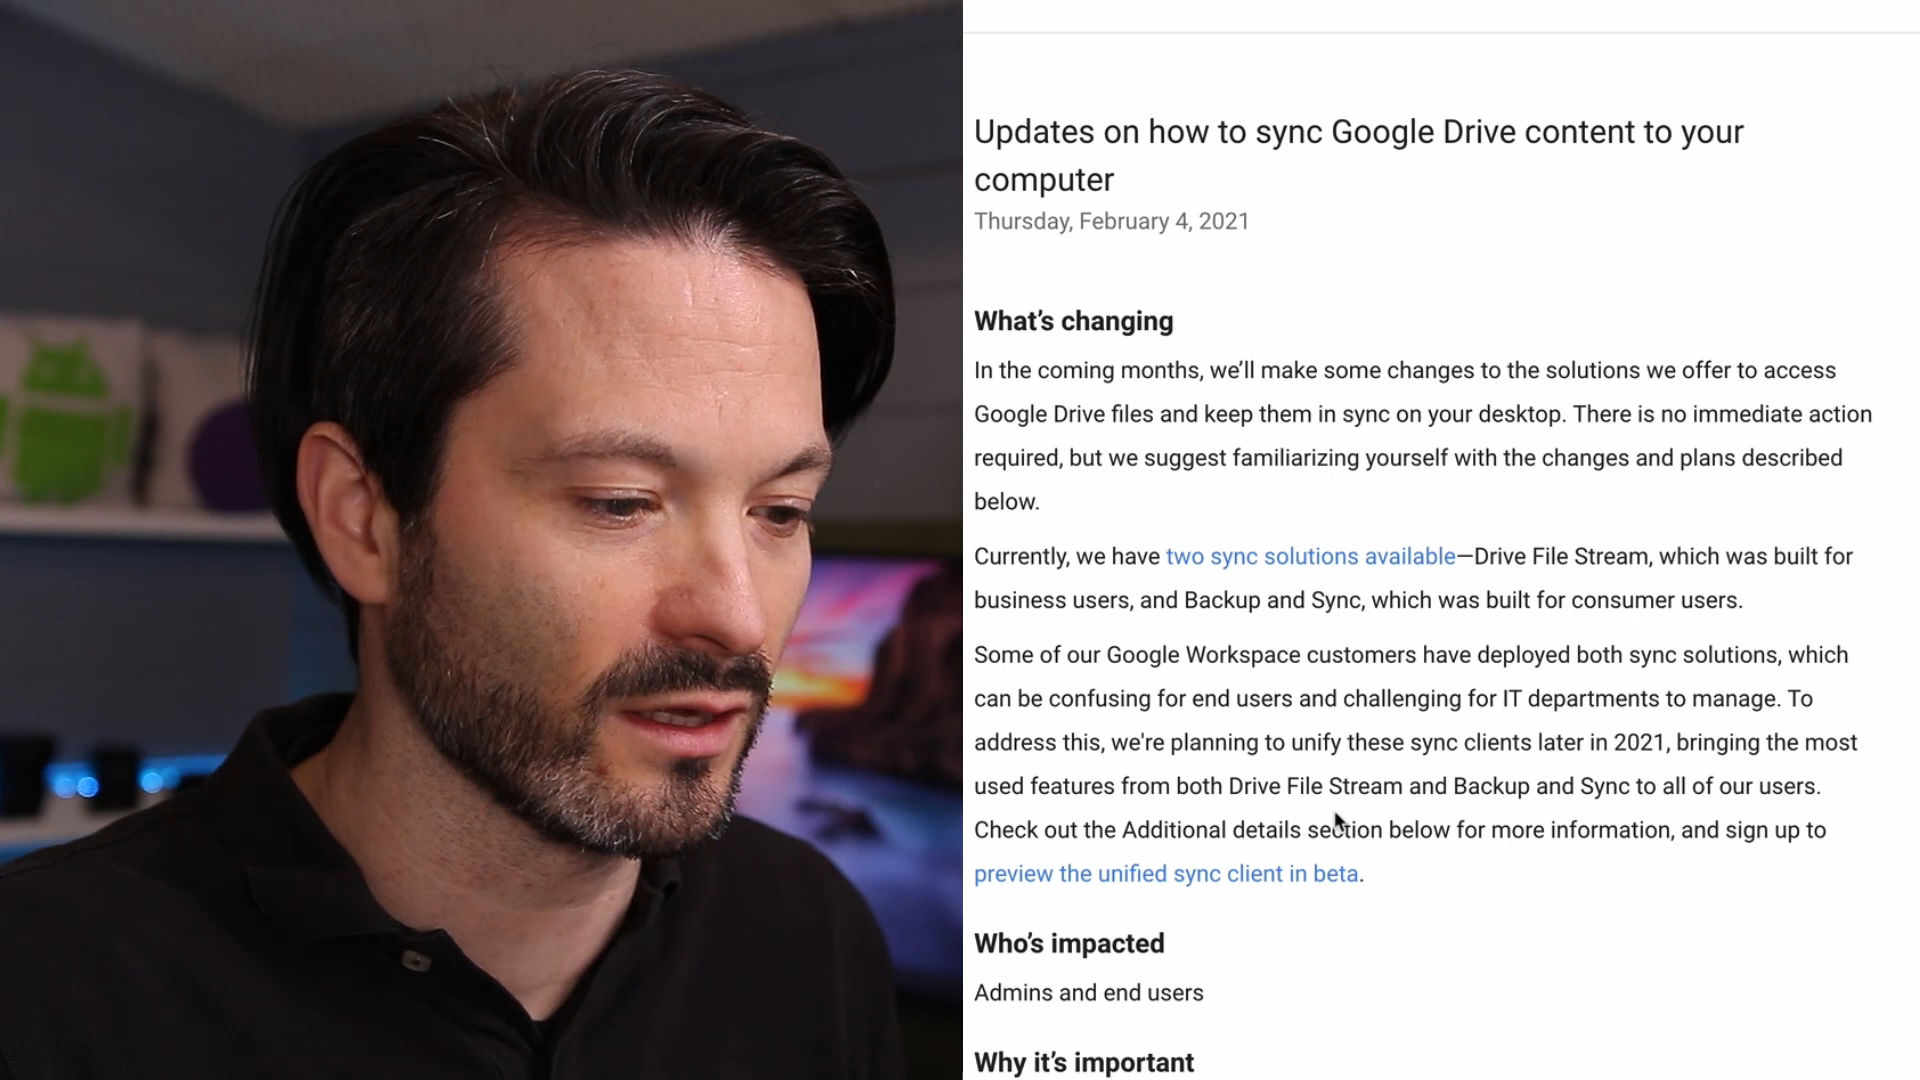 Updates on how to sync Google Drive content to your
computer
Thursday, February 4, 2021
What’s changing
In the coming months, we’ll make some changes to the solutions we offer to access
Google Drive files and keep them in sync on your desktop. There is no immediate action
required, but we suggest familiarizing yourself with the changes and plans described
below.
Currently, we have two sync solutions available—Drive File Stream, which was built for
business users, and Backup and Sync, which was built for consumer users.
Some of our Google Workspace customers have deployed both sync solutions, which
can be confusing for end users and challenging for IT departments to manage. To
address this, we're planning to unify these sync clients later in 2021, bringing the most
used features from both Drive File Stream and Backup and Sync to all of our users.
Check out the Additional details section below for more information, and sign up to
preview the unified sync client in beta.
Who’s impacted
Admins and end users
Why it’s important